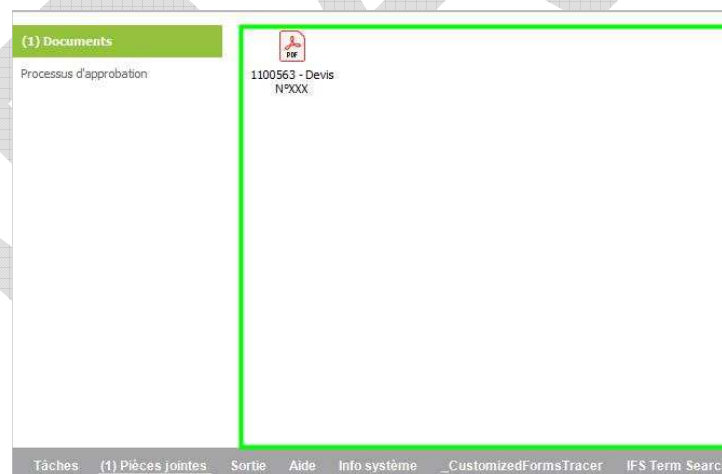 (1) Documents
Processus d'approbation
PDF
1100563 - Devis
N°XXX
Tâches (1) Pièces jointes Sortie Aide Info système _CustomizedFormsTracer IFS Term Searc